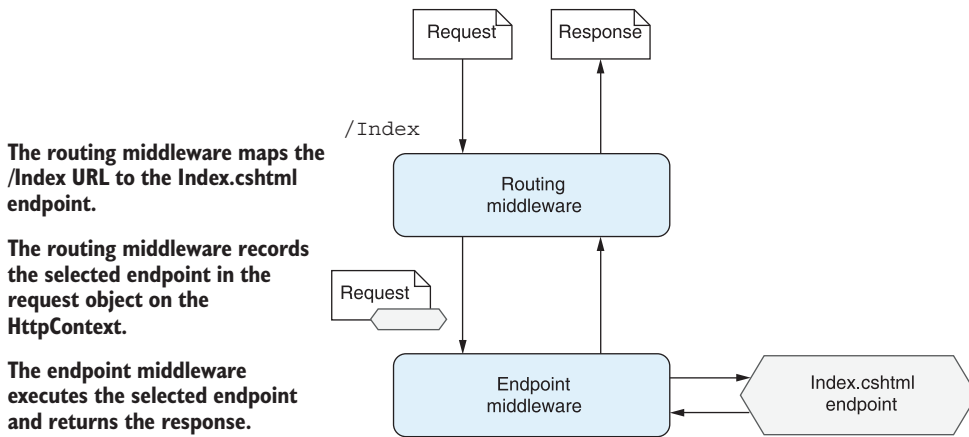 Request
Response
/Index
The routing middleware maps the
/Index URL to the Index.cshtml
endpoint.
Routing
middleware
The routing middleware records
the selected endpoint in the
request object on the
HttpContext.
Request
The endpoint middleware
executes the selected endpoint
and returns the response.
Endpoint
middleware
Index.cshtml
endpoint